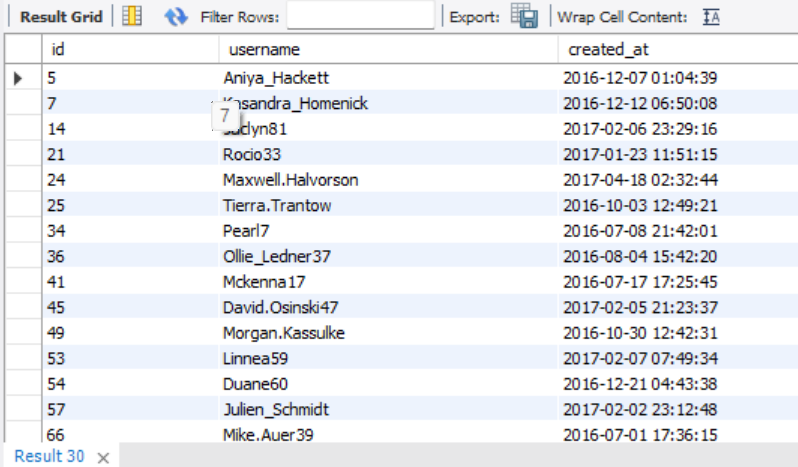 Result Grid Filter Rows: Export: Wrap Cell Content: IA
id username created_at
5 Aniya_Hackett 2016-12-07 01:04:39
7 Kasandra_Homenick 2016-12-12 06:50:08
7
14 Jaclyn81 2017-02-06 23:29:16
21 Rocio33 2017-01-23 11:51:15
24 Maxwell.Halvorson 2017-04-18 02:32:44
25 Tierra.Trantow 2016-10-03 12:49:21
34 Pearl7 2016-07-08 21:42:01
36 Ollie_Ledner37 2016-08-04 15:42:20
41 Mckenna17 2016-07-17 17:25:45
45 David.Osinski47 2017-02-05 21:23:37
49 Morgan.Kassulke 2016-10-30 12:42:31
53 Linnea59 2017-02-07 07:49:34
54 Duane60 2016-12-21 04:43:38
57 Julien_Schmidt 2017-02-02 23:12:48
66 Mike.Auer39 2016-07-01 17:36:15
Result 30